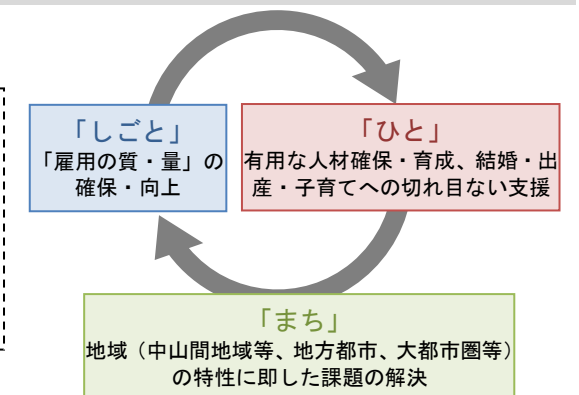 「しごと」
「雇用の質・量」の
確保・向上
「ひと」
有用な人材確保・育成、結婚・出
産・子育てへの切れ目ない支援
「まち」
地域（中山間地域等、地方都市、大都市圏等）
の特性に即した課題の解決